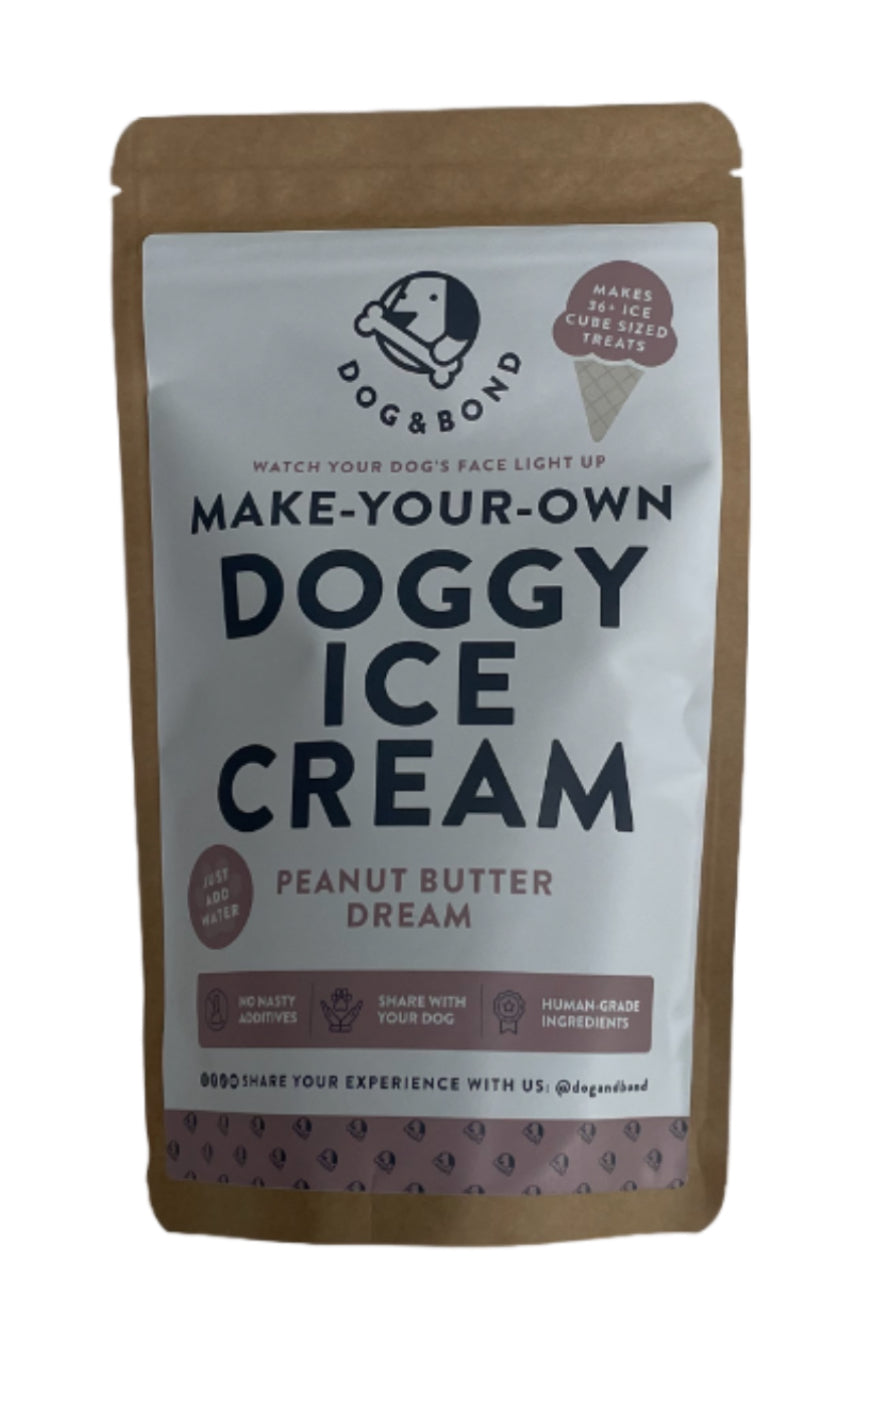 DOG & BOND
MAKES
36+ ICE
CUBE SIZED
TREATS
WATCH YOUR DOG'S FACE LIGHT UP
MAKE-YOUR-OWN
DOGGY
ICE
CREAM
JUST
ADD
WATER
PEANUT BUTTER
DREAM
NO NASTY
ADDITIVES
SHARE WITH
YOUR DOG
HUMAN-GRADE
INGREDIENTS
SHARE YOUR EXPERIENCE WITH US: @dogandbond